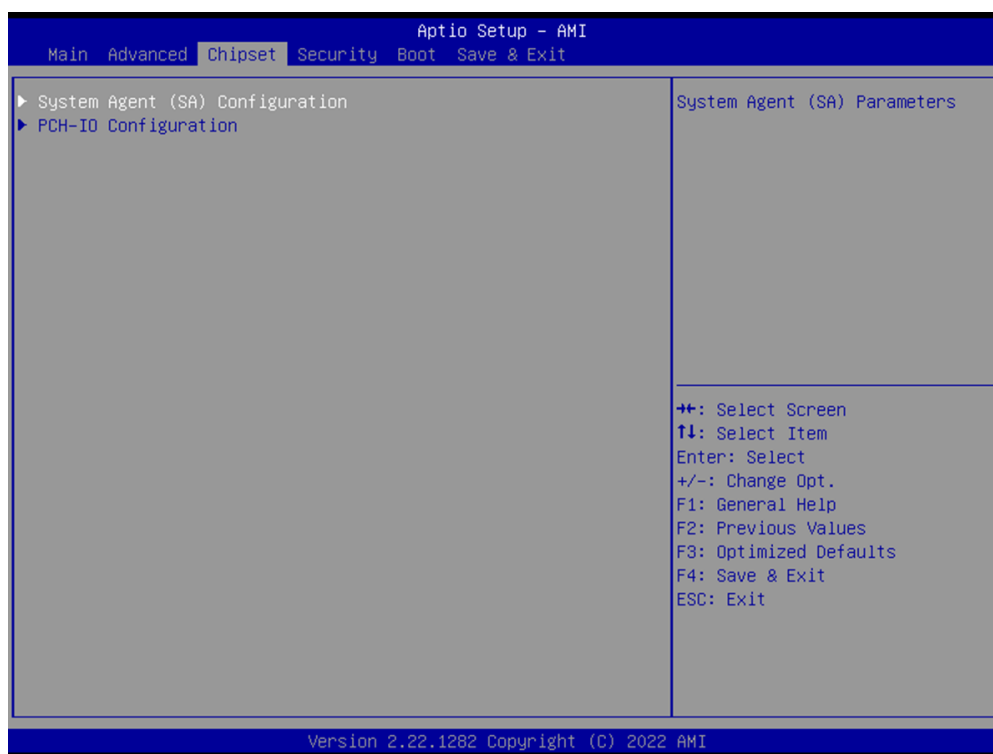 Aptio Setup - AMI
Main Advanced Chipset Security Boot Save & Exit
▶ System Agent (SA) Configuration
▶ PCH-IO Configuration
System Agent (SA) Parameters
→←: Select Screen
↑↓: Select Item
Enter: Select
+/-: Change Opt.
F1: General Help
F2: Previous Values
F3: Optimized Defaults
F4: Save & Exit
ESC: Exit
Version 2.22.1282 Copyright (C) 2022 AMI